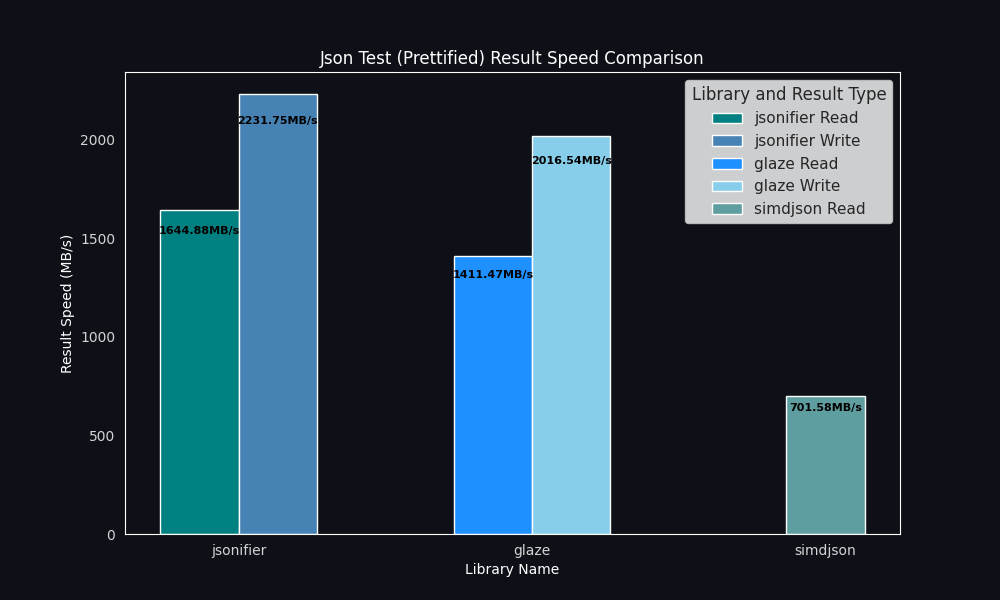 Json Test (Prettified) Result Speed Comparison
Library and Result Type
jsonifier Read
jsonifier Write
glaze Read
glaze Write
simdjson Read
2231.75MB/s
2016.54MB/s
1644.88MB/s
1411.47MB/s
701.58MB/s
Result Speed (MB/s)
2000
1500
1000
500
0
jsonifier glaze simdjson
Library Name